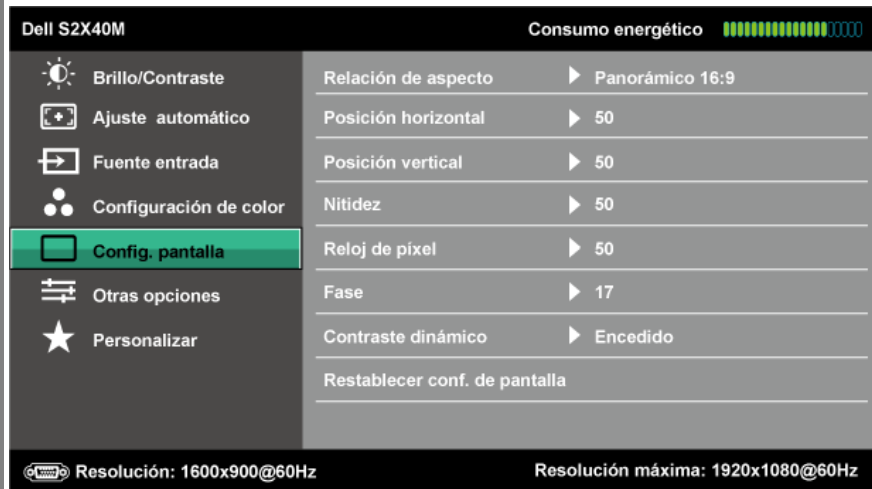 Dell S2X40M Consumo energético
Brillo/Contraste
Ajuste automático
Fuente entrada
Configuración de color
Config. pantalla
Otras opciones
Personalizar
Relación de aspecto Panorámico 16:9
Posición horizontal 50
Posición vertical 50
Nitidez 50
Reloj de píxel 50
Fase 17
Contraste dinámico Encedido
Restablecer conf. de pantalla
Resolución: 1600x900@60Hz Resolución máxima: 1920x1080@60Hz